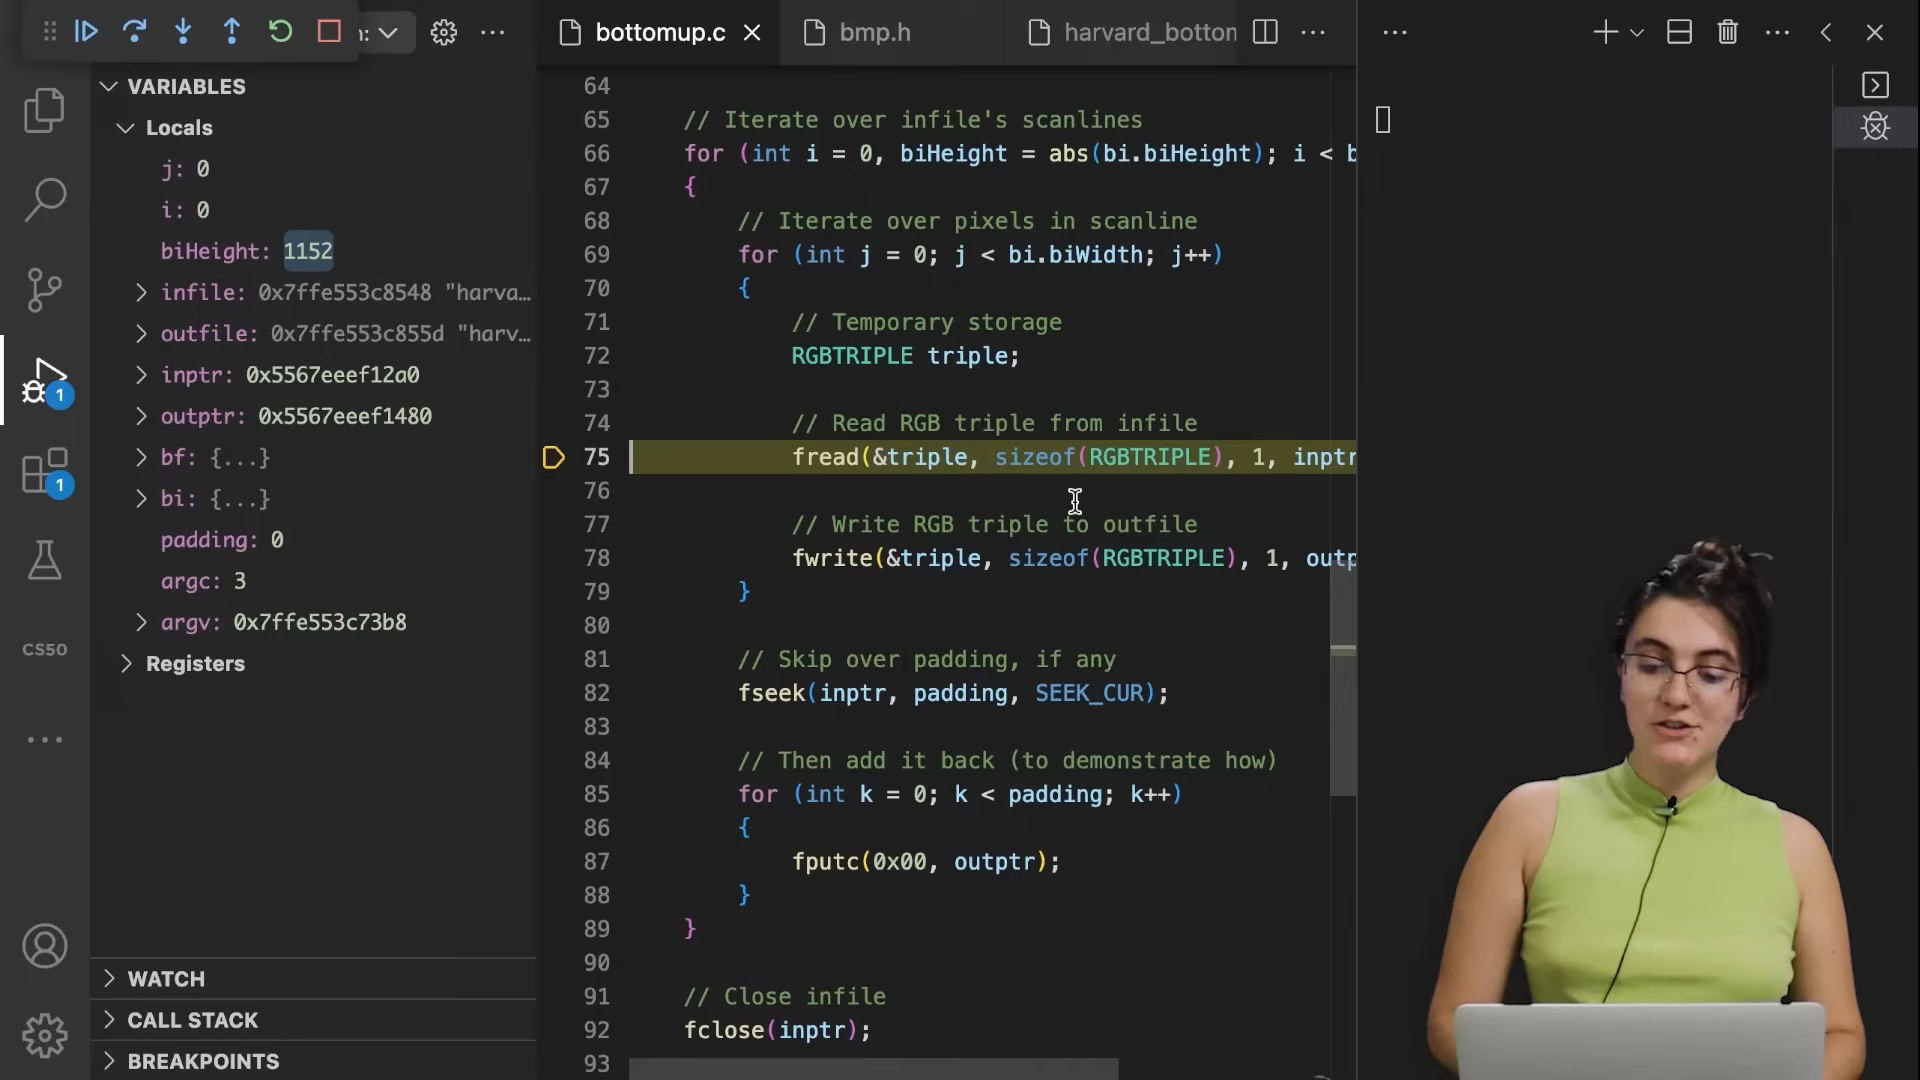 n:
bottomup.c
bmp.h
harvard_botton
VARIABLES
Locals
j: 0
i: 0
biHeight: 1152
infile: 0x7ffe553c8548 "harva…
outfile: 0x7ffe553c855d "harv…
inptr: 0x5567eeef12a0
outptr: 0x5567eeef1480
bf: {...}
bi: {...}
padding: 0
argc: 3
argv: 0x7ffe553c73b8
Registers
1
1
CS50
WATCH
CALL STACK
BREAKPOINTS
64
65 // Iterate over infile's scanlines
66 for (int i = 0, biHeight = abs(bi.biHeight); i < b
67 {
68 // Iterate over pixels in scanline
69 for (int j = 0; j < bi.biWidth; j++)
70 {
71 // Temporary storage
72 RGBTRIPLE triple;
73
74 // Read RGB triple from infile
75 fread(&triple, sizeof(RGBTRIPLE), 1, inptr
76
77 // Write RGB triple to outfile
78 fwrite(&triple, sizeof(RGBTRIPLE), 1, outp
79 }
80
81 // Skip over padding, if any
82 fseek(inptr, padding, SEEK_CUR);
83
84 // Then add it back (to demonstrate how)
85 for (int k = 0; k < padding; k++)
86 {
87 fputc(0x00, outptr);
88 }
89 }
90
91 // Close infile
92 fclose(inptr);
93